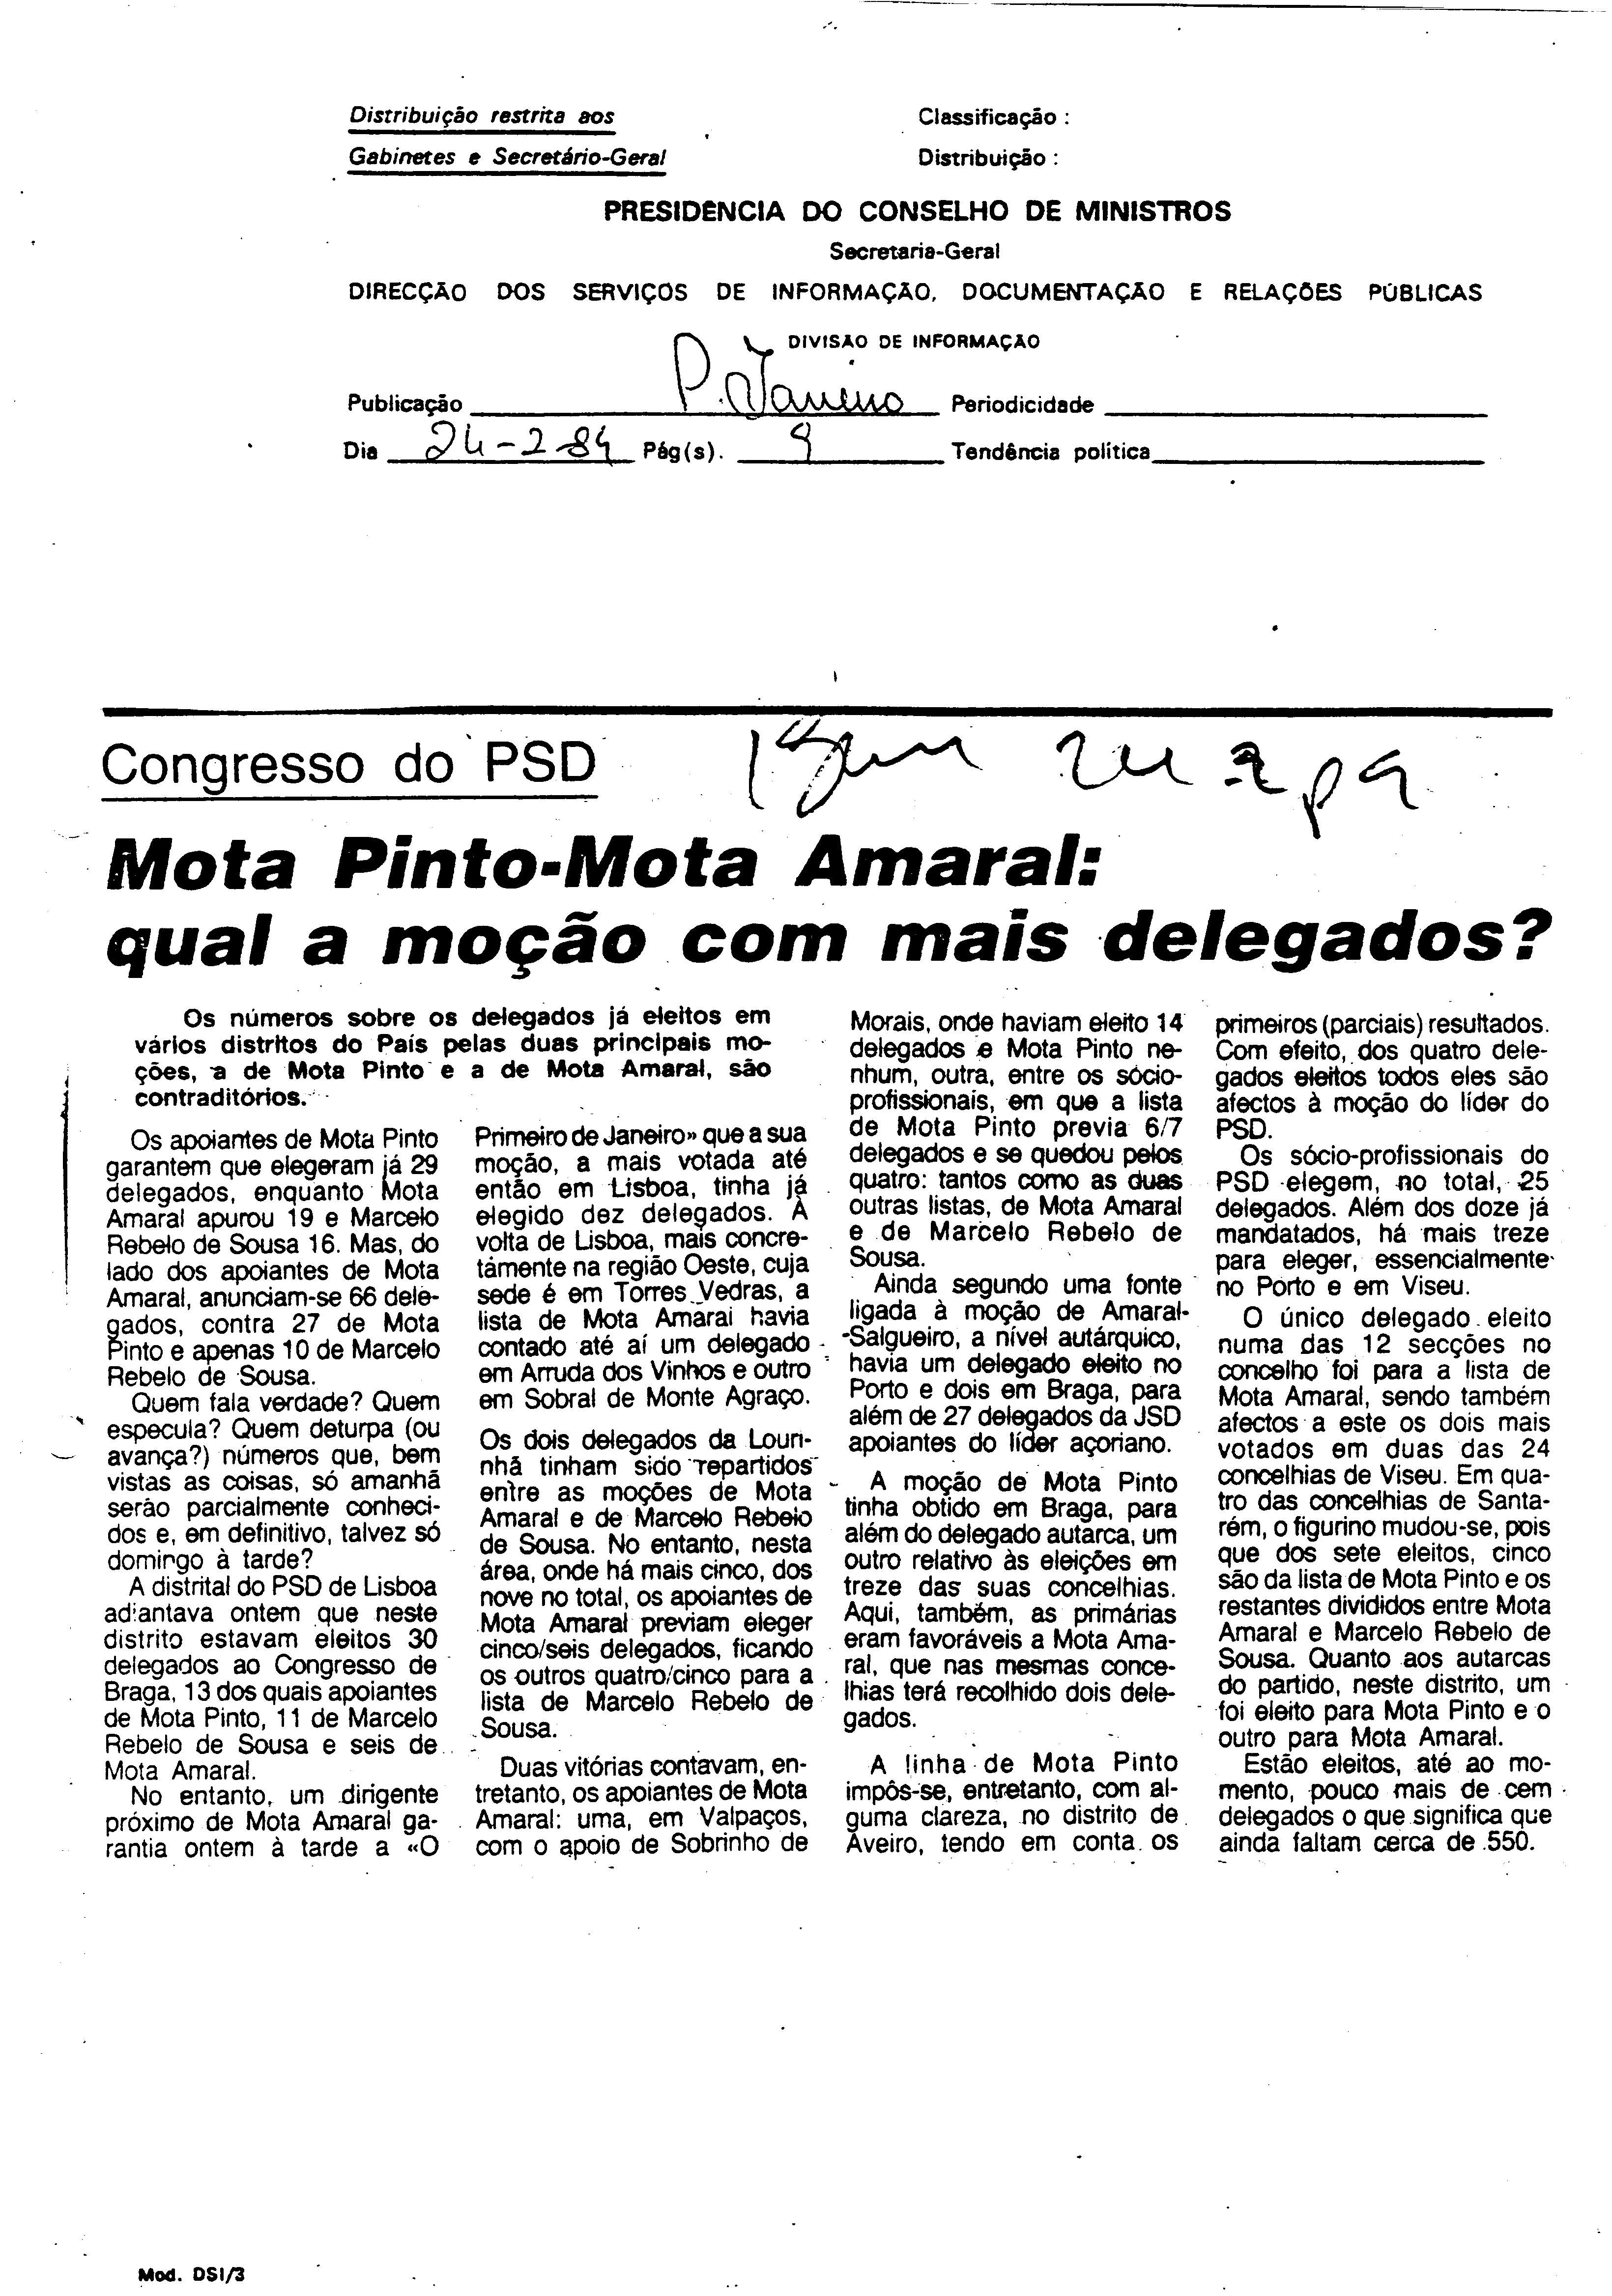 Distribuição restrita aos
Gabinetes e Secretário-Geral
Classificação :
Distribuição :
PRESIDÊNCIA DO CONSELHO DE MINISTROS
Secretaria-Geral
DIRECÇÃO DOS SERVIÇOS DE INFORMAÇÃO, DOCUMENTAÇÃO E RELAÇÕES PÚBLICAS
DIVISÃO DE INFORMAÇÃO
Publicação P. Janeiro Periodicidade
Dia 24-2-84 Pág(s). 9 Tendência política
Congresso do PSD
1º Jan 24 2 p 9
Mota Pinto-Mota Amaral:
qual a moção com mais delegados?
Os números sobre os delegados já eleitos em
vários distritos do País pelas duas principais mo-
ções, a de Mota Pinto e a de Mota Amaral, são
contraditórios.
Os apoiantes de Mota Pinto
garantem que elegeram já 29
delegados, enquanto Mota
Amaral apurou 19 e Marcelo
Rebelo de Sousa 16. Mas, do
lado dos apoiantes de Mota
Amaral, anunciam-se 66 dele-
gados, contra 27 de Mota
Pinto e apenas 10 de Marcelo
Rebelo de Sousa.
Quem fala verdade? Quem
especula? Quem deturpa (ou
avança?) números que, bem
vistas as coisas, só amanhã
serão parcialmente conheci-
dos e, em definitivo, talvez só
domingo à tarde?
A distrital do PSD de Lisboa
adiantava ontem que neste
distrito estavam eleitos 30
delegados ao Congresso de
Braga, 13 dos quais apoiantes
de Mota Pinto, 11 de Marcelo
Rebelo de Sousa e seis de
Mota Amaral.
No entanto, um dirigente
próximo de Mota Amaral ga-
rantia ontem à tarde a «O
Primeiro de Janeiro» que a sua
moção, a mais votada até
então em Lisboa, tinha já
elegido dez delegados. À
volta de Lisboa, mais concre-
tamente na região Oeste, cuja
sede é em Torres Vedras, a
lista de Mota Amaral havia
contado até aí um delegado
em Arruda dos Vinhos e outro
em Sobral de Monte Agraço.
Os dois delegados da Louri-
nhã tinham sido repartidos
entre as moções de Mota
Amaral e de Marcelo Rebelo
de Sousa. No entanto, nesta
área, onde há mais cinco, dos
nove no total, os apoiantes de
Mota Amaral previam eleger
cinco/seis delegados, ficando
os outros quatro/cinco para a
lista de Marcelo Rebelo de
Sousa.
Duas vitórias contavam, en-
tretanto, os apoiantes de Mota
Amaral: uma, em Valpaços,
com o apoio de Sobrinho de
Morais, onde haviam eleito 14
delegados e Mota Pinto ne-
nhum, outra, entre os sócio-
profissionais, em que a lista
de Mota Pinto previa 6/7
delegados e se quedou pelos
quatro: tantos como as duas
outras listas, de Mota Amaral
e de Marcelo Rebelo de
Sousa.
Ainda segundo uma fonte
ligada à moção de Amaral-
-Salgueiro, a nível autárquico,
havia um delegado eleito no
Porto e dois em Braga, para
além de 27 delegados da JSD
apoiantes do líder açoriano.
A moção de Mota Pinto
tinha obtido em Braga, para
além do delegado autarca, um
outro relativo às eleições em
treze das suas concelhias.
Aqui, também, as primárias
eram favoráveis a Mota Ama-
ral, que nas mesmas conce-
lhias terá recolhido dois dele-
gados.
A linha de Mota Pinto
impôs-se, entretanto, com al-
guma clareza, no distrito de
Aveiro, tendo em conta os
primeiros (parciais) resultados.
Com efeito, dos quatro dele-
gados eleitos todos eles são
afectos à moção do líder do
PSD.
Os sócio-profissionais do
PSD elegem, no total, 25
delegados. Além dos doze já
mandatados, há mais treze
para eleger, essencialmente
no Porto e em Viseu.
O único delegado eleito
numa das 12 secções no
concelho foi para a lista de
Mota Amaral, sendo também
afectos a este os dois mais
votados em duas das 24
concelhias de Viseu. Em qua-
tro das concelhias de Santa-
rém, o figurino mudou-se, pois
que dos sete eleitos, cinco
são da lista de Mota Pinto e os
restantes divididos entre Mota
Amaral e Marcelo Rebelo de
Sousa. Quanto aos autarcas
do partido, neste distrito, um
foi eleito para Mota Pinto e o
outro para Mota Amaral.
Estão eleitos, até ao mo-
mento, pouco mais de cem
delegados o que significa que
ainda faltam cerca de 550.
Mod. DSI/3